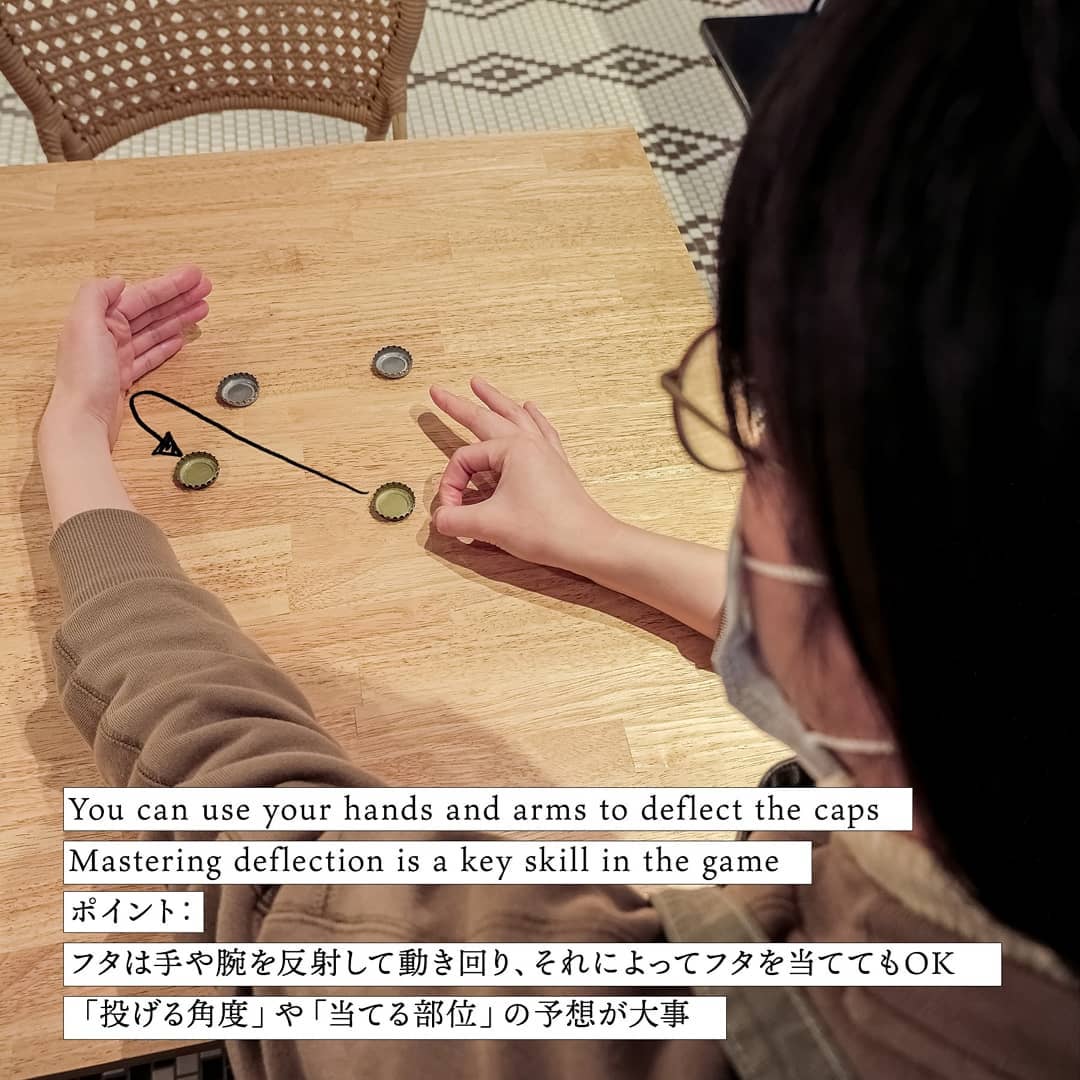 You can use your hands and arms to deflect the caps
Mastering deflection is a key skill in the game
ポイント：
フタは手や腕を反射して動き回り、それによってフタを当ててもOK
「投げる角度」や「当てる部位」の予想が大事